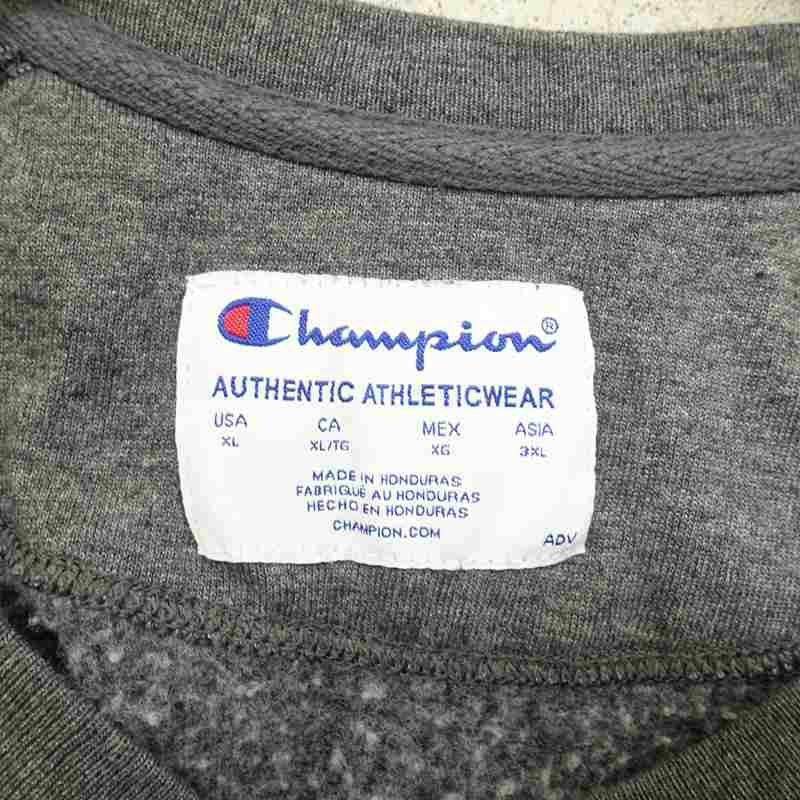 Champion®
AUTHENTIC ATHLETICWEAR
USA CA MEX ASIA
XL XL/TG XG 3XL
MADE IN HONDURAS
FABRIQUÉ AU HONDURAS
HECHO EN HONDURAS
CHAMPION.COM
ADV